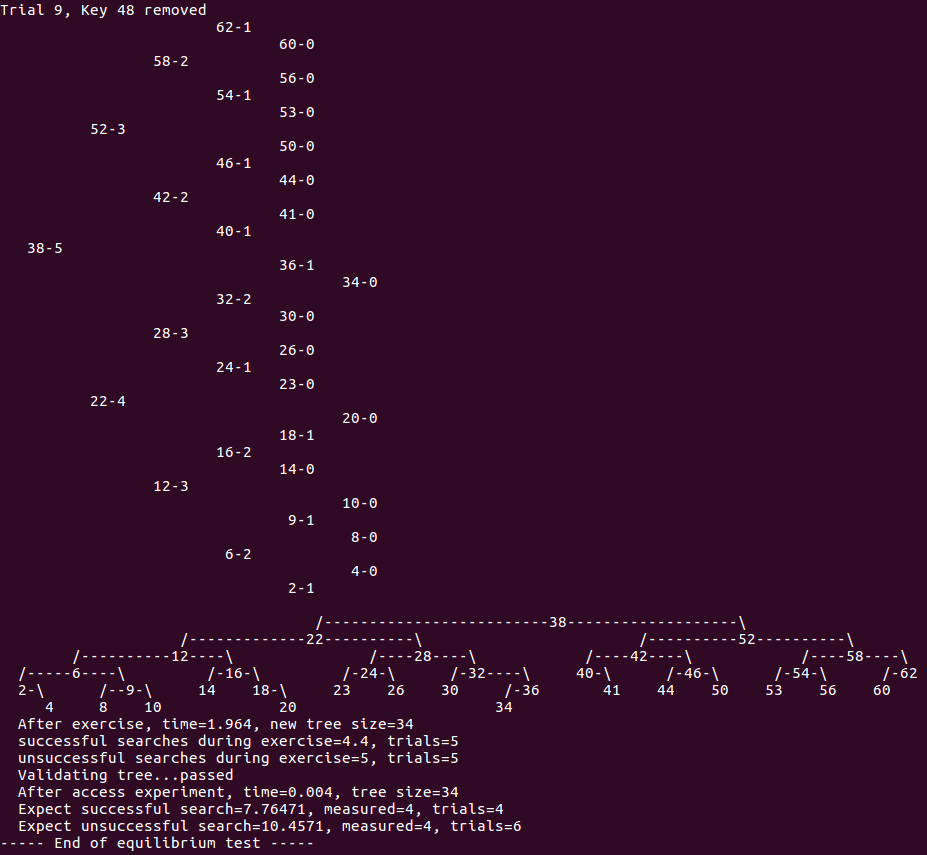 Trial 9, Key 48 removed
                        62-1
                               60-0
                 58-2
                               56-0
                        54-1
                               53-0
          52-3
                               50-0
                        46-1
                               44-0
                 42-2
                               41-0
                        40-1
   38-5
                               36-1
                                      34-0
                        32-2
                               30-0
                 28-3
                               26-0
                        24-1
                               23-0
          22-4
                                      20-0
                               18-1
                        16-2
                               14-0
                 12-3
                                      10-0
                                9-1
                                       8-0
                         6-2
                                       4-0
                                2-1

                                   /-------------------------38-------------------\
                    /-------------22----------\                        /----------52----------\
        /----------12----\               /----28----\            /----42----\            /----58----\
  /-----6----\         /-16-\         /-24-\      /-32----\     40-\      /-46-\      /-54-\      /-62
  2-\      /--9-\     14    18-\     23    26    30     /-36       41    44    50    53    56    60
     4     8    10             20                      34
  After exercise, time=1.964, new tree size=34
  successful searches during exercise=4.4, trials=5
  unsuccessful searches during exercise=5, trials=5
  Validating tree...passed
  After access experiment, time=0.004, tree size=34
  Expect successful search=7.76471, measured=4, trials=4
  Expect unsuccessful search=10.4571, measured=4, trials=6
----- End of equilibrium test -----